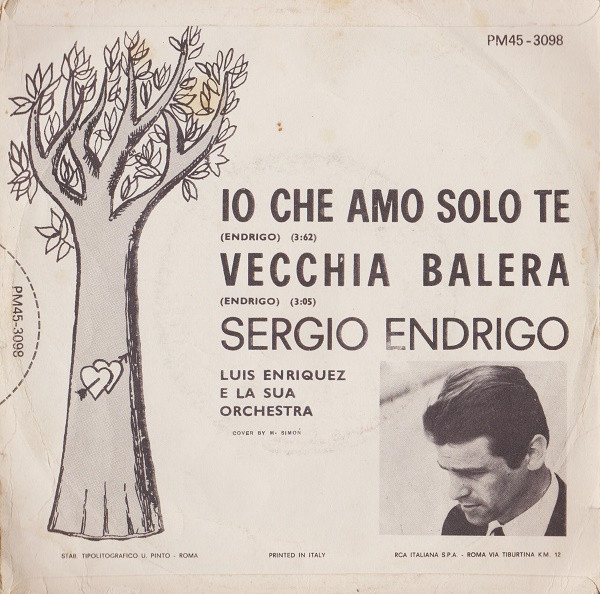 PM45-3098
IO CHE AMO SOLO TE
(ENDRIGO) (3:62)
VECCHIA BALERA
(ENDRIGO) (3:05)
SERGIO ENDRIGO
LUIS ENRIQUEZ
E LA SUA
ORCHESTRA
COVER BY M. SIMON
PM45-3098
STAB. TIPOLITOGRAFICO U. PINTO - ROMA
PRINTED IN ITALY
RCA ITALIANA S.P.A. - ROMA VIA TIBURTINA KM. 12